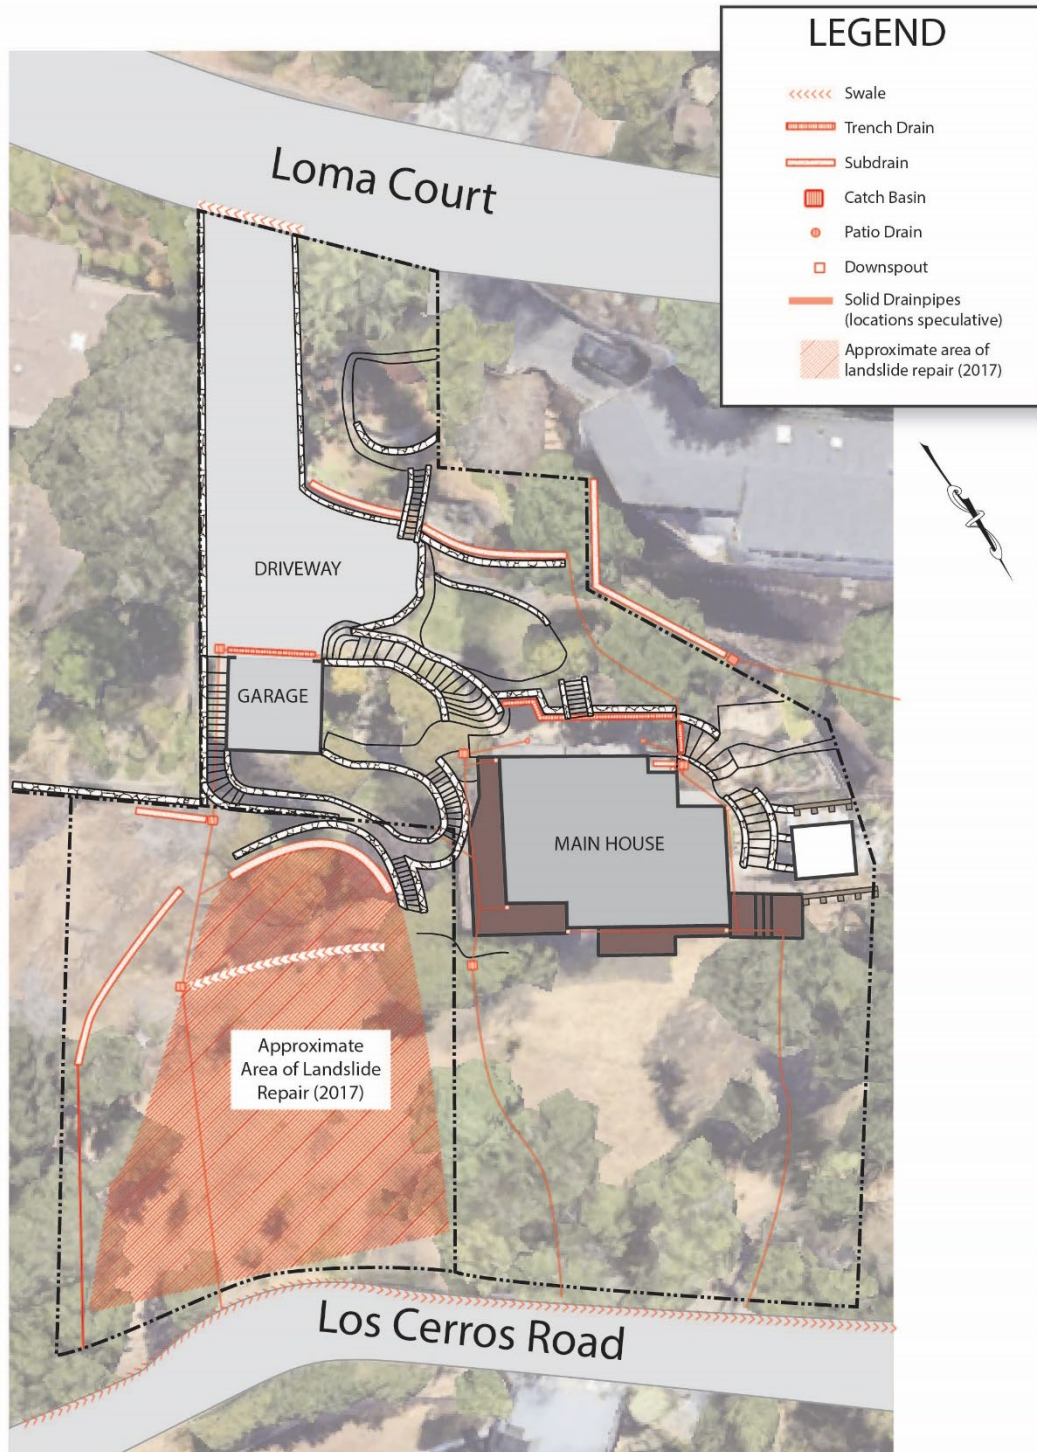 LEGEND
Swale
Trench Drain
Subdrain
Catch Basin
Patio Drain
Downspout
Solid Drainpipes
(locations speculative)
Approximate area of
landslide repair (2017)
Loma Court
DRIVEWAY
GARAGE
MAIN HOUSE
Approximate
Area of Landslide
Repair (2017)
Los Cerros Road